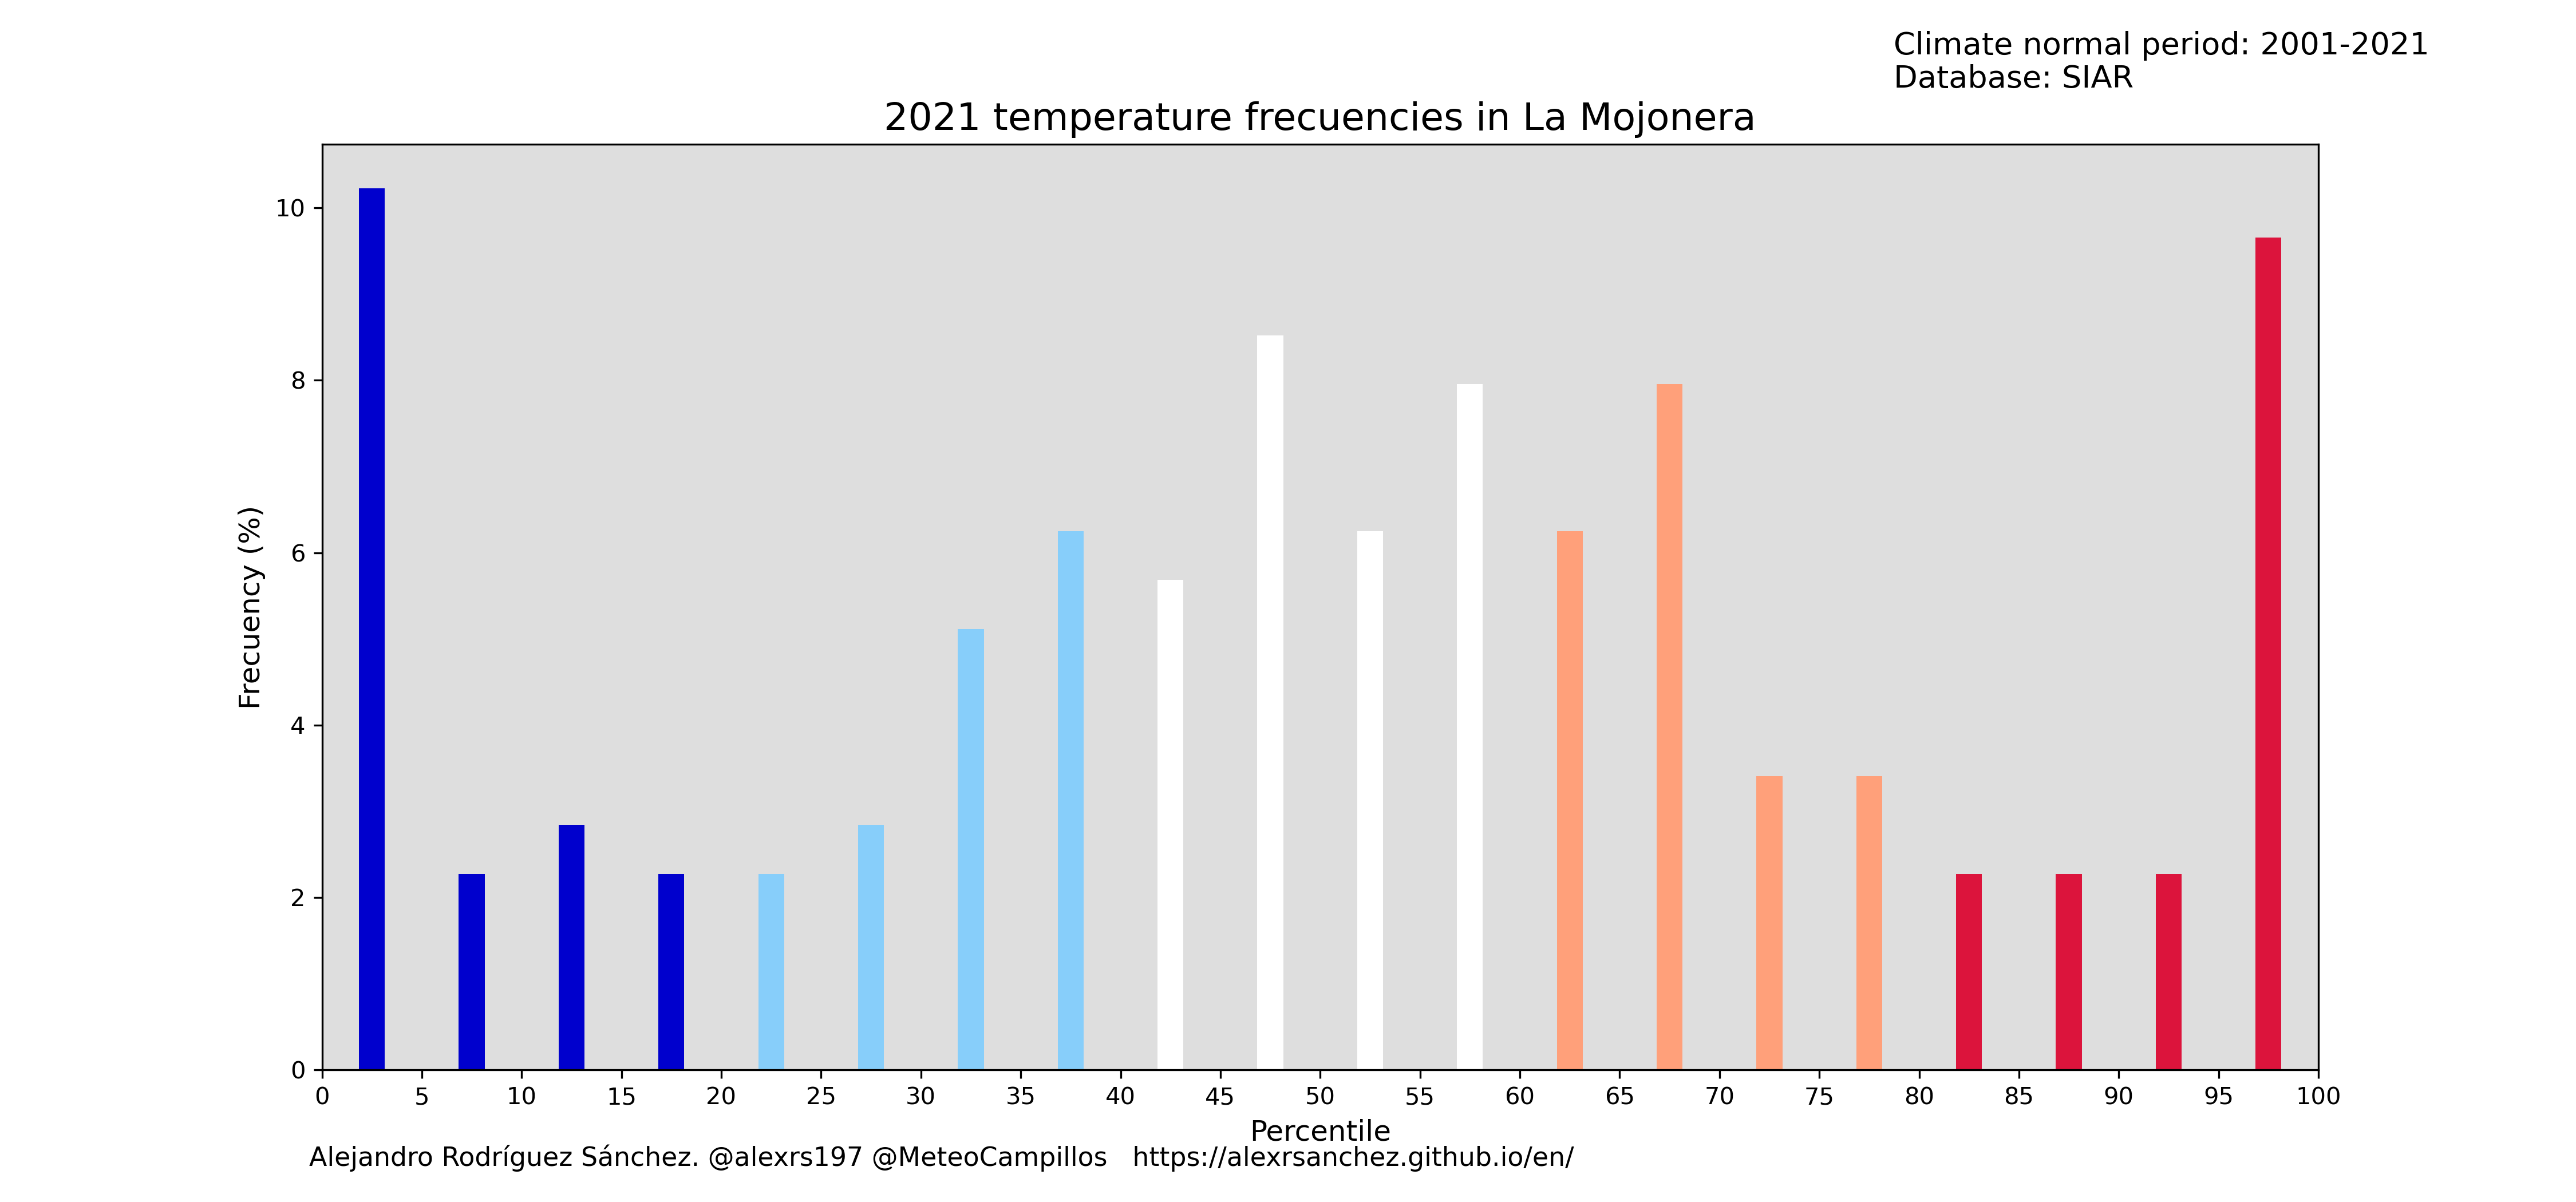 Climate normal period: 2001-2021
Database: SIAR
2021 temperature frecuencies in La Mojonera
10
8
6
4
2
0
Frecuency (%)
0 5 10 15 20 25 30 35 40 45 50 55 60 65 70 75 80 85 90 95 100
Percentile
Alejandro Rodríguez Sánchez. @alexrs197 @MeteoCampillos https://alexrsanchez.github.io/en/